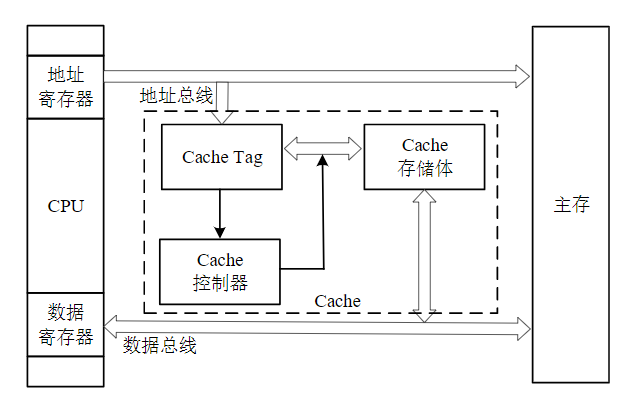 地址
寄存器
地址总线
Cache Tag
Cache
存储体
CPU
主存
Cache
控制器
Cache
数据
寄存器
数据总线